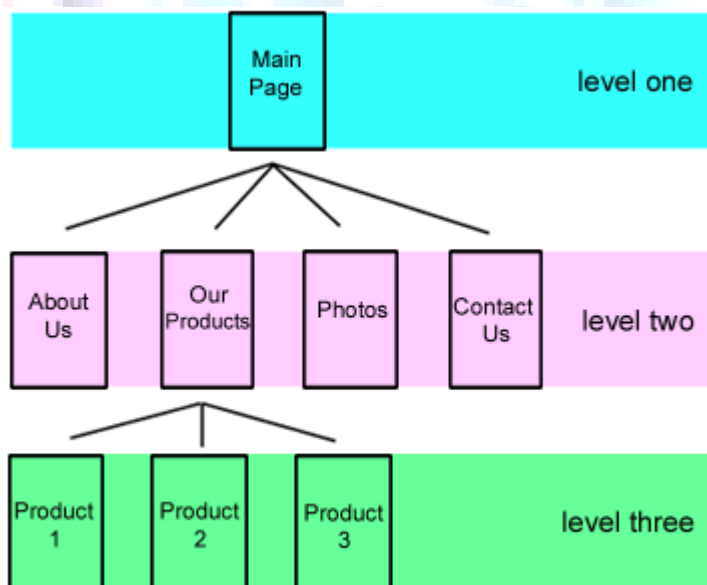 Main
Page
level one
About
Us
Our
Products
Photos
Contact
Us
level two
Product
1
Product
2
Product
3
level three